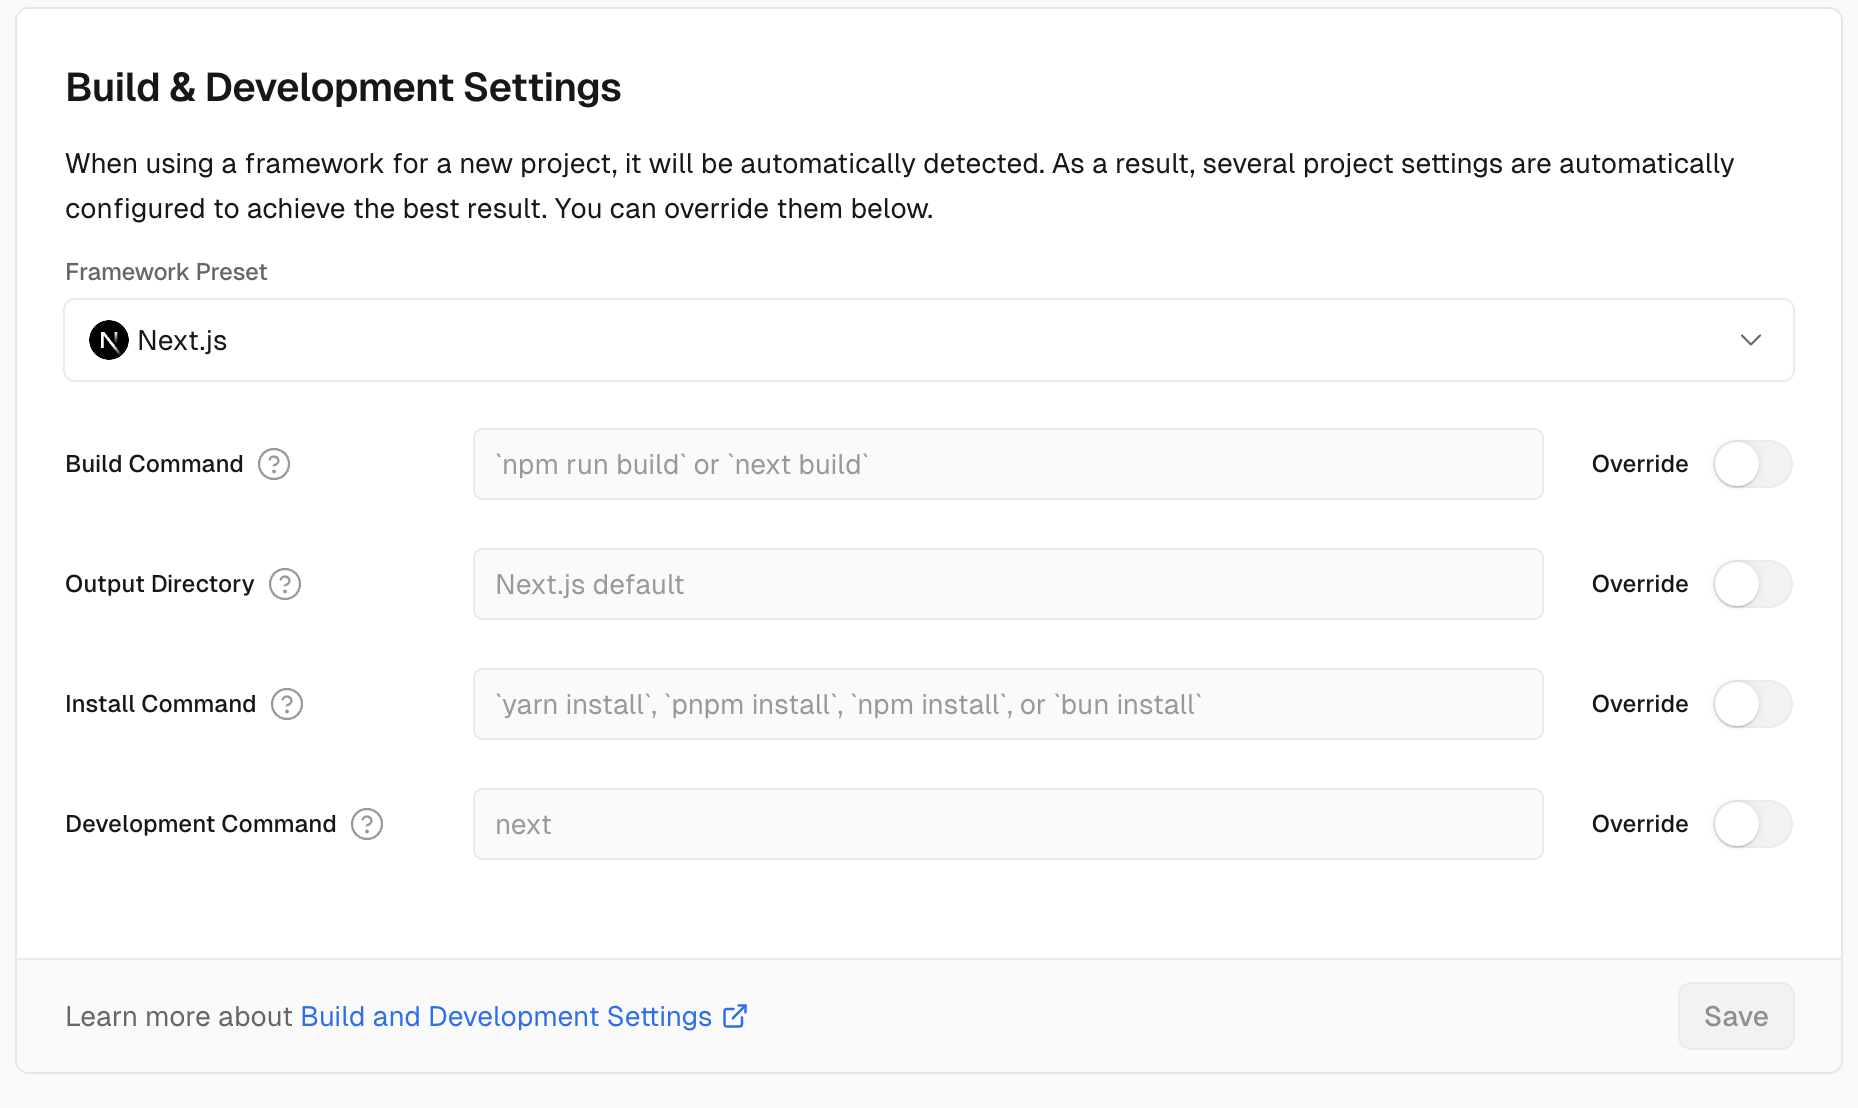 Build & Development Settings
When using a framework for a new project, it will be automatically detected. As a result, several project settings are automatically
configured to achieve the best result. You can override them below.
Framework Preset
N Next.js
Build Command ? `npm run build` or `next build` Override
Output Directory ? Next.js default Override
Install Command ? `yarn install`, `pnpm install`, `npm install`, or `bun install` Override
Development Command ? next Override
Learn more about Build and Development Settings Save